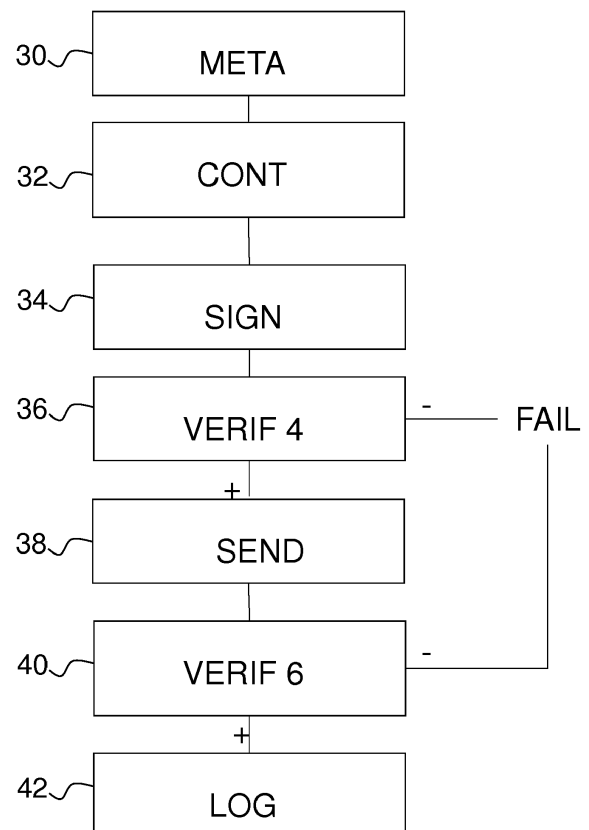 30 META
32 CONT
34 SIGN
36 VERIF 4 - FAIL
+
38 SEND
40 VERIF 6 -
+
42 LOG